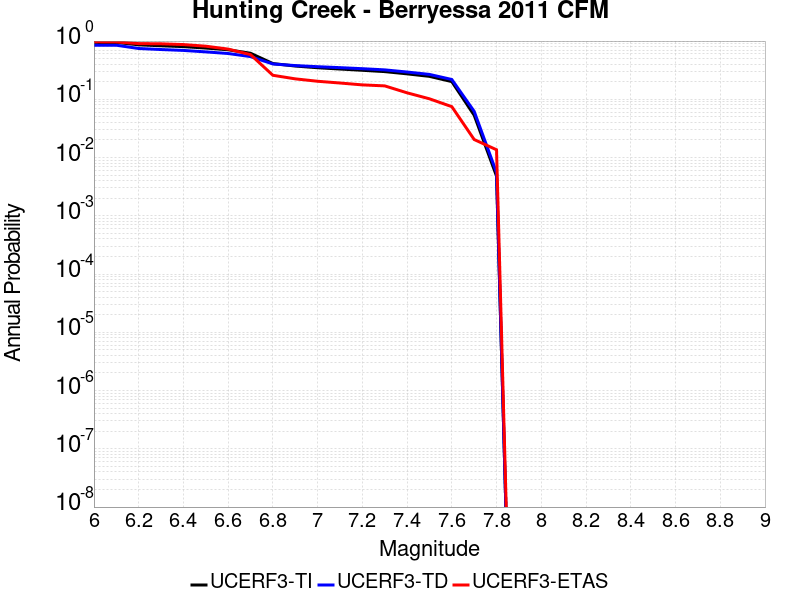 Hunting Creek - Berryessa 2011 CFM
10^0
10^-1
10^-2
10^-3
10^-4
10^-5
10^-6
10^-7
10^-8
Annual Probability
6 6.2 6.4 6.6 6.8 7 7.2 7.4 7.6 7.8 8 8.2 8.4 8.6 8.8 9
Magnitude
UCERF3-TI UCERF3-TD UCERF3-ETAS